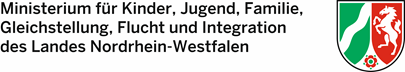 Ministerium für Kinder, Jugend, Familie,
Gleichstellung, Flucht und Integration
des Landes Nordrhein-Westfalen